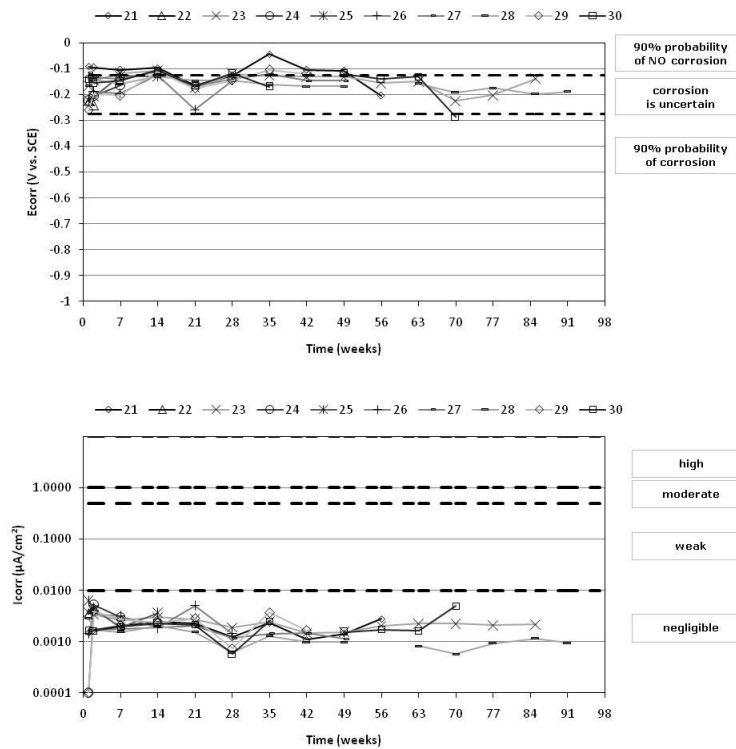 21 22 23 24 25 26 27 28 29 30
0
-0.1
-0.2
-0.3
-0.4
-0.5
-0.6
-0.7
-0.8
-0.9
-1
Ecorr (V vs. SCE)
0 7 14 21 28 35 42 49 56 63 70 77 84 91 98
Time (weeks)
90% probability
of NO corrosion
corrosion
is uncertain
90% probability
of corrosion
21 22 23 24 25 26 27 28 29 30
1.0000
0.1000
0.0100
0.0010
0.0001
Icorr (µA/cm²)
0 7 14 21 28 35 42 49 56 63 70 77 84 91 98
Time (weeks)
high
moderate
weak
negligible